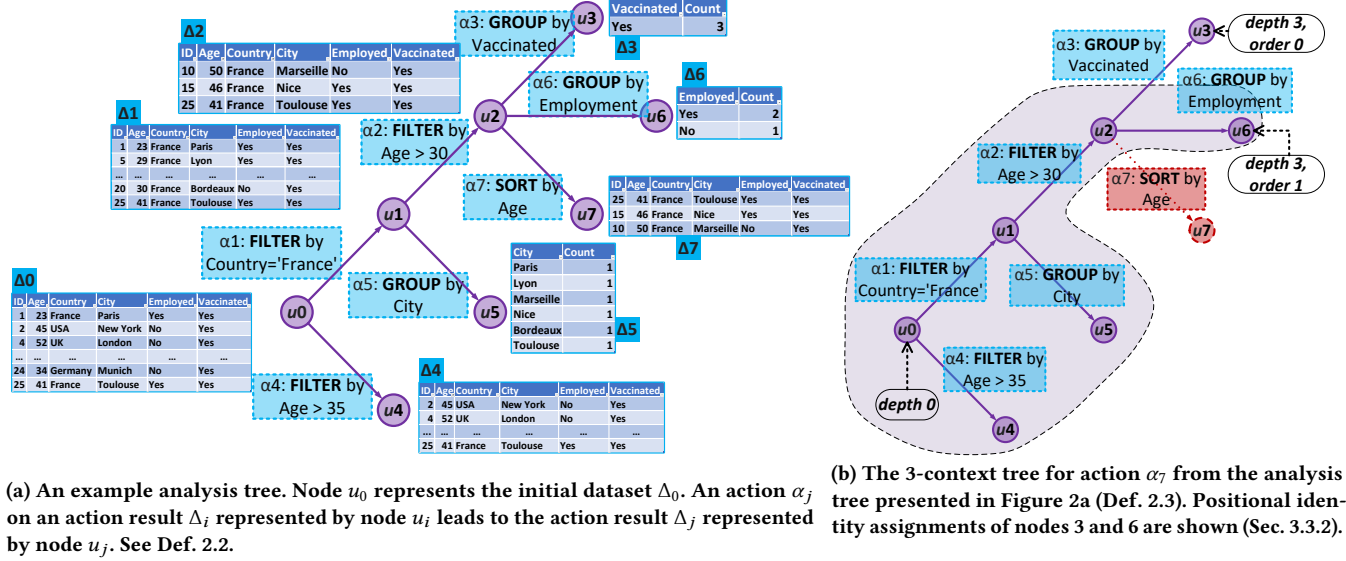 Δ2
ID Age Country City Employed Vaccinated
10 50 France Marseille No Yes
15 46 France Nice Yes Yes
25 41 France Toulouse Yes Yes
α3: GROUP by
Vaccinated
u3
Vaccinated Count
Yes 3
Δ3
α6: GROUP by
Employment
u6
Δ6
Employed Count
Yes 2
No 1
Δ1
ID Age Country City Employed Vaccinated
1 23 France Paris Yes Yes
5 29 France Lyon Yes Yes
... ... ... ... ... ...
20 30 France Bordeaux No Yes
25 41 France Toulouse Yes Yes
u2
α2: FILTER by
Age > 30
α7: SORT by
Age
u7
ID Age Country City Employed Vaccinated
25 41 France Toulouse Yes Yes
15 46 France Nice Yes Yes
10 50 France Marseille No Yes
Δ7
u1
α1: FILTER by
Country='France'
α5: GROUP by
City
u5
City Count
Paris 1
Lyon 1
Marseille 1
Nice 1
Bordeaux 1
Toulouse 1
Δ5
Δ0
ID Age Country City Employed Vaccinated
1 23 France Paris Yes Yes
2 45 USA New York No Yes
4 52 UK London No Yes
... ... ... ... ... ...
24 34 Germany Munich No Yes
25 41 France Toulouse Yes Yes
u0
α4: FILTER by
Age > 35
u4
Δ4
ID Age Country City Employed Vaccinated
2 45 USA New York No Yes
4 52 UK London No Yes
... ... ... ... ... ...
25 41 France Toulouse Yes Yes
(a) An example analysis tree. Node u0 represents the initial dataset Δ0. An action αj
on an action result Δi represented by node ui leads to the action result Δj represented
by node uj. See Def. 2.2.
u3
depth 3,
order 0
α3: GROUP by
Vaccinated
α6: GROUP by
Employment
u2
u6
α2: FILTER by
Age > 30
depth 3,
order 1
α7: SORT by
Age
u7
u1
α1: FILTER by
Country='France'
α5: GROUP by
City
u0
u5
α4: FILTER by
Age > 35
depth 0
u4
(b) The 3-context tree for action α7 from the analysis
tree presented in Figure 2a (Def. 2.3). Positional iden-
tity assignments of nodes 3 and 6 are shown (Sec. 3.3.2).